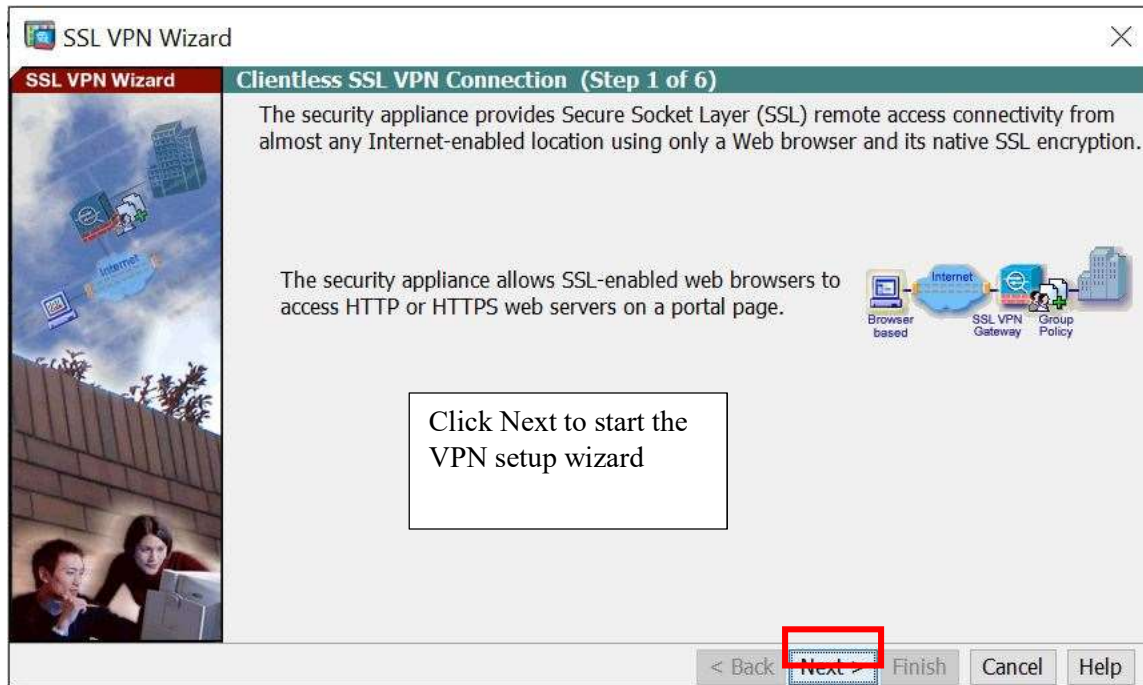 SSL VPN Wizard
SSL VPN Wizard
Clientless SSL VPN Connection (Step 1 of 6)
The security appliance provides Secure Socket Layer (SSL) remote access connectivity from
almost any Internet-enabled location using only a Web browser and its native SSL encryption.
Internet
The security appliance allows SSL-enabled web browsers to
access HTTP or HTTPS web servers on a portal page.
Internet
Browser
based
SSL VPN
Gateway
Group
Policy
Click Next to start the
VPN setup wizard
< Back Next > Finish Cancel Help